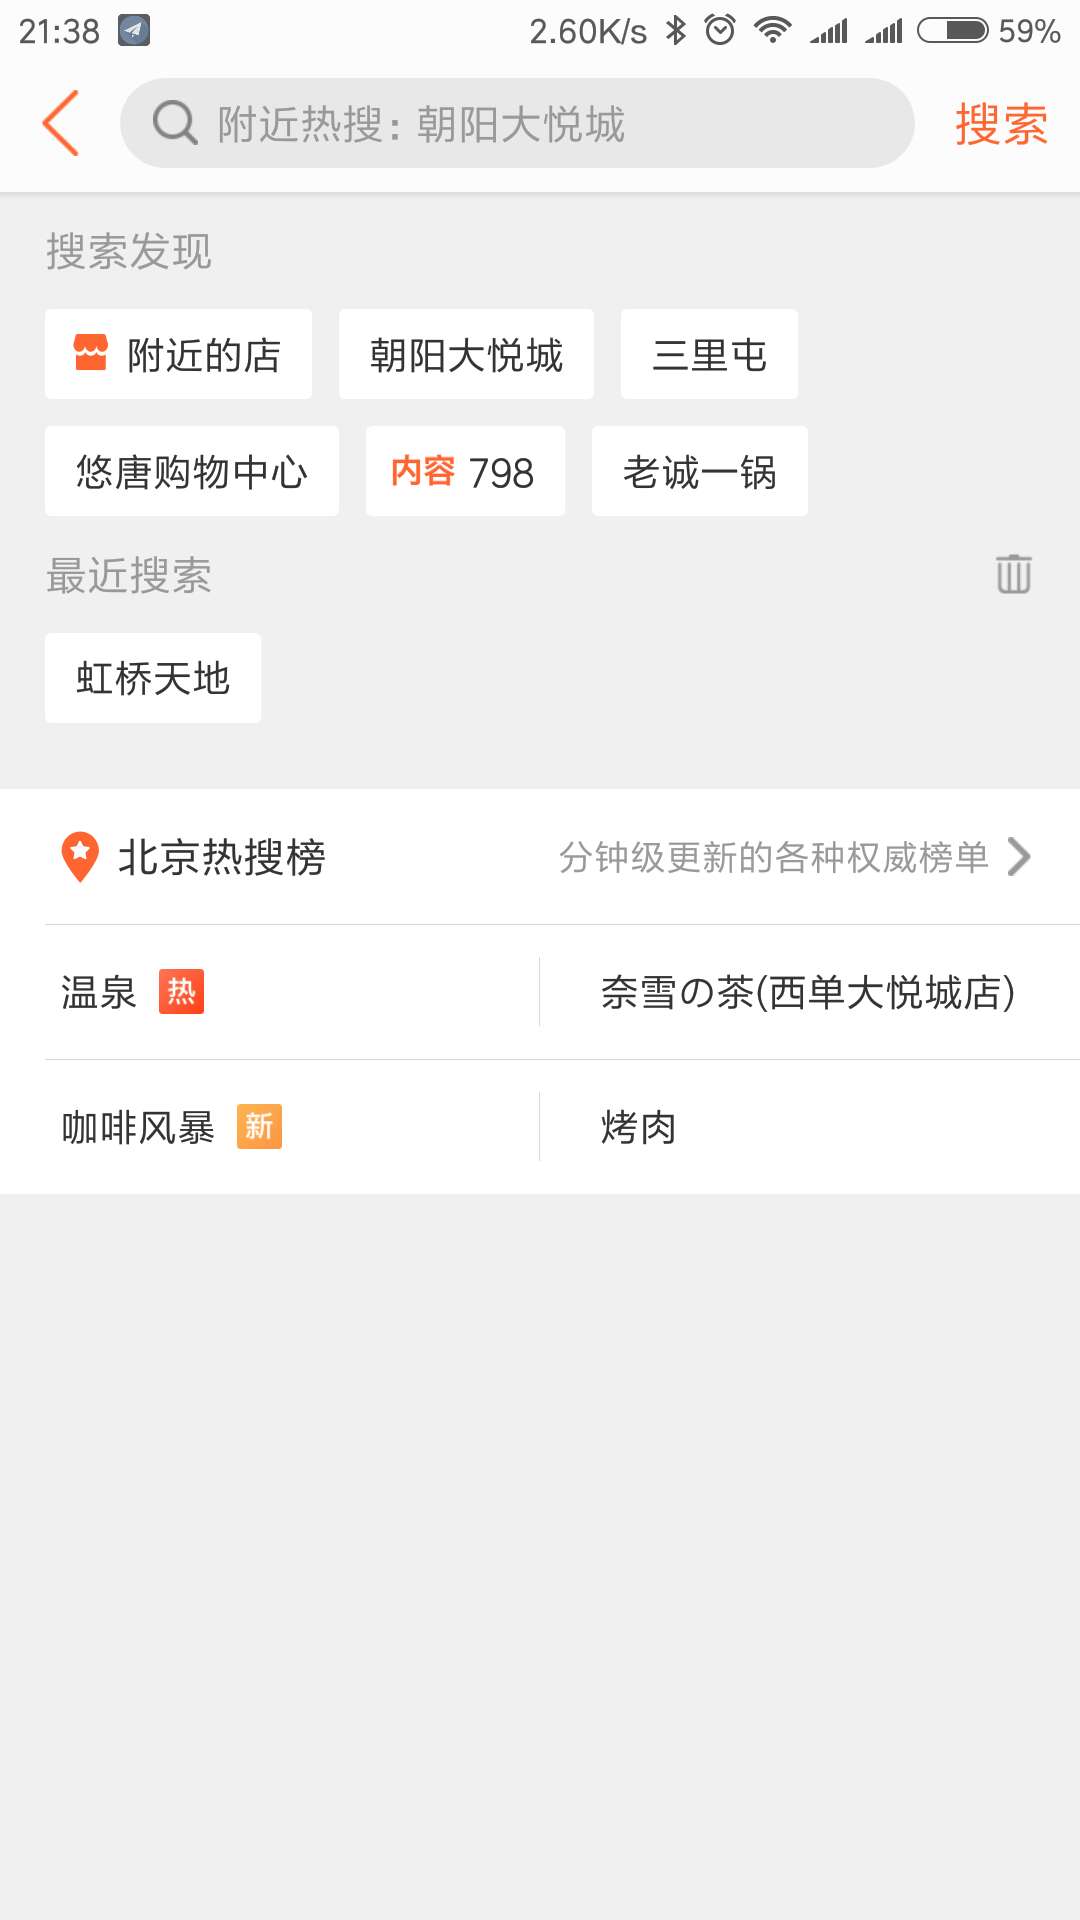 21:38 2.60K/s 59%
附近热搜：朝阳大悦城 搜索
搜索发现
附近的店 朝阳大悦城 三里屯
悠唐购物中心 内容 798 老诚一锅
最近搜索
虹桥天地
北京热搜榜 分钟级更新的各种权威榜单
温泉 热 奈雪の茶(西单大悦城店)
咖啡风暴 新 烤肉